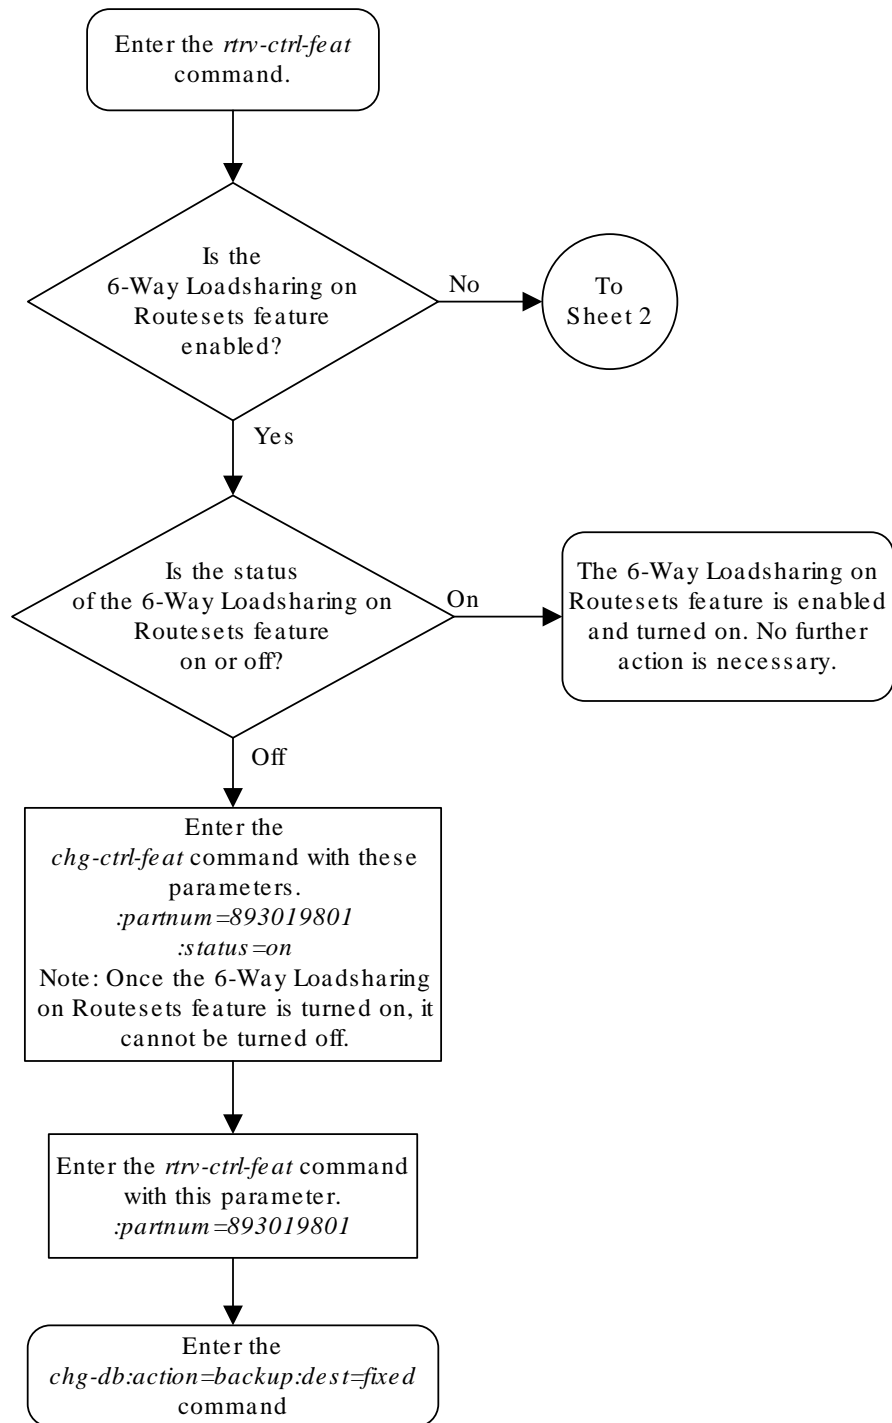 Enter the rtrv-ctrl-feat
command.
Is the
6-Way Loadsharing on
Routesets feature
enabled?
No
To
Sheet 2
Yes
Is the status
of the 6-Way Loadsharing on
Routesets feature
on or off?
On
The 6-Way Loadsharing on
Routesets feature is enabled
and turned on. No further
action is necessary.
Off
Enter the
chg-ctrl-feat command with these
parameters.
:partnum=893019801
:status=on
Note: Once the 6-Way Loadsharing
on Routesets feature is turned on, it
cannot be turned off.
Enter the rtrv-ctrl-feat command
with this parameter.
:partnum=893019801
Enter the
chg-db:action=backup:dest=fixed
command